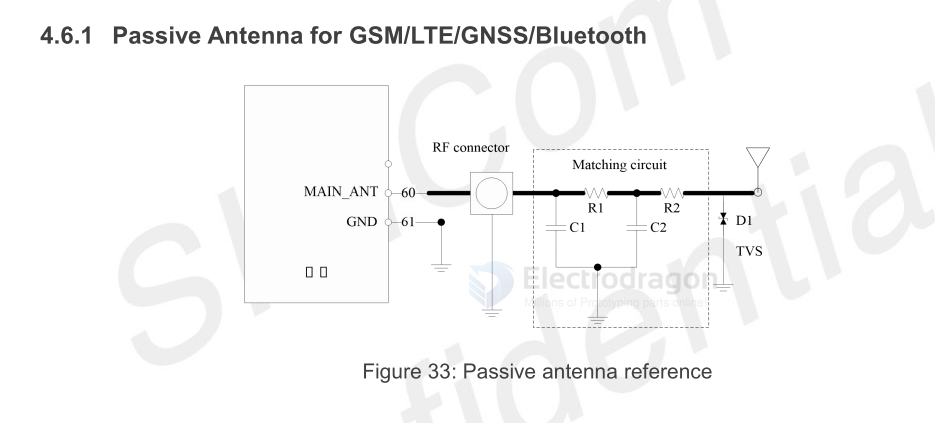 4.6.1 Passive Antenna for GSM/LTE/GNSS/Bluetooth
RF connector
Matching circuit
MAIN_ANT
60
R1
R2
GND
61
C1
C2
D1
TVS
Electrodragon
Millions of Prototyping parts online
Figure 33: Passive antenna reference
SIMCom
Confidential